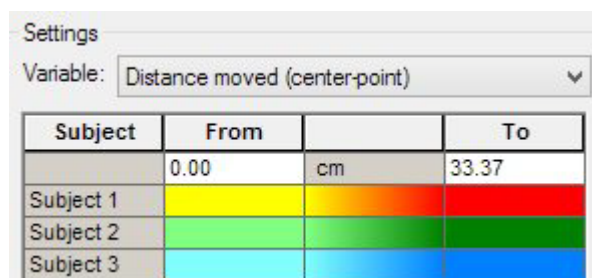 Settings
Variable: Distance moved (center-point)
Subject From To
0.00 cm 33.37
Subject 1
Subject 2
Subject 3